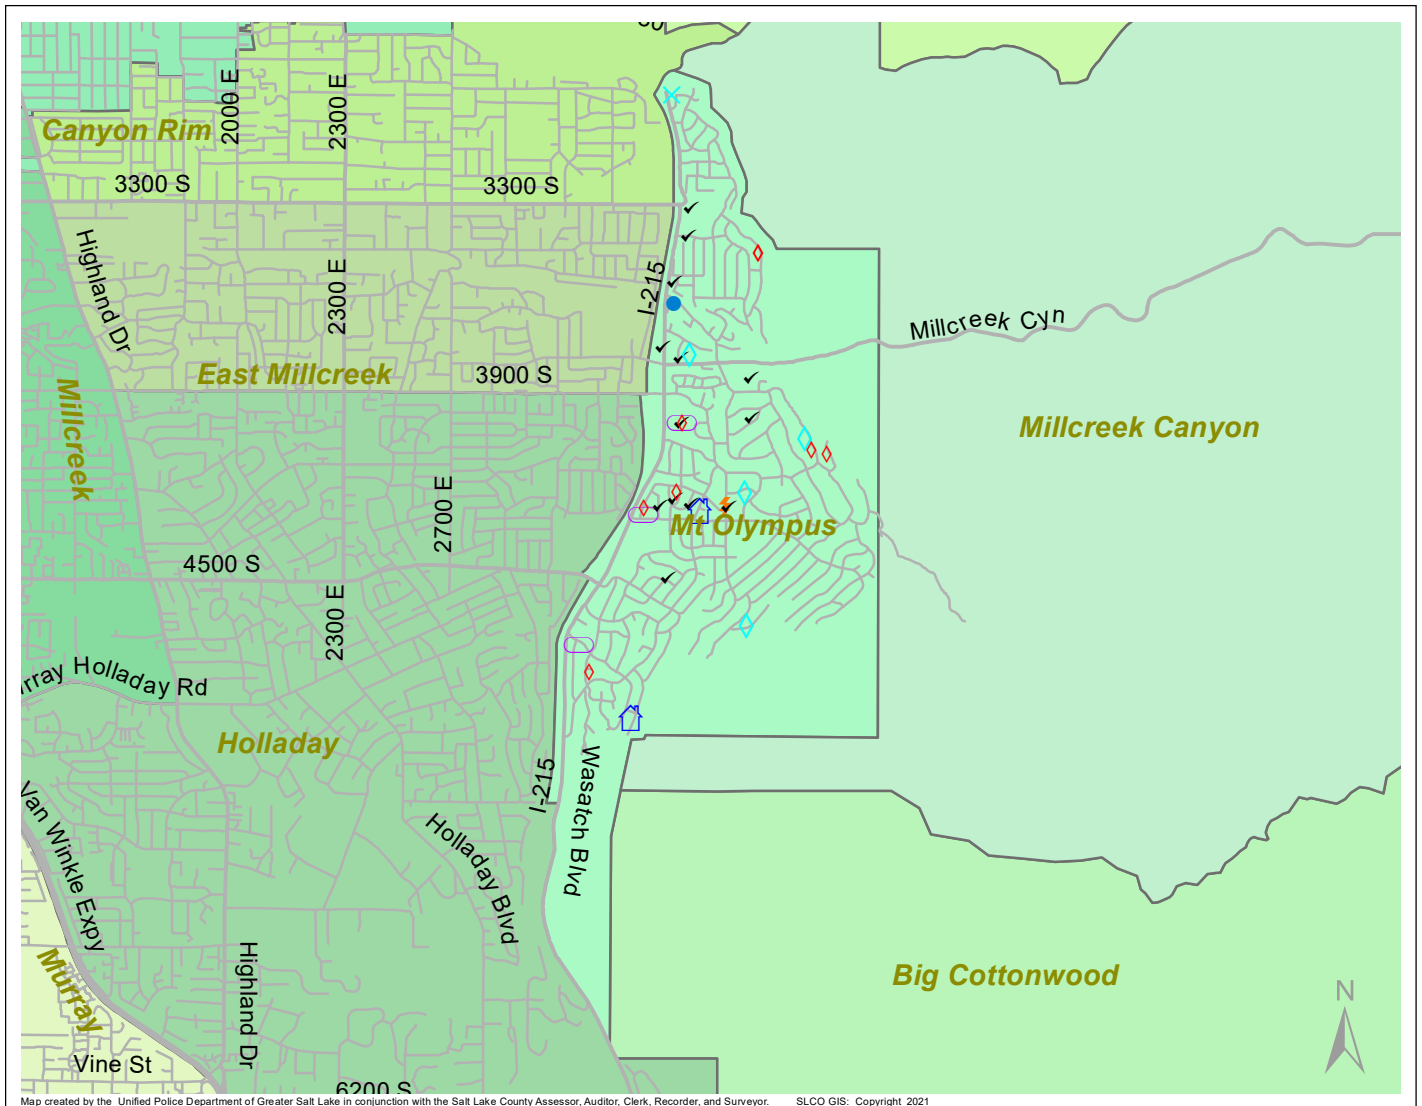 Canyon Rim
2000 E
2300 E
3300 S
3300 S
Highland Dr
2300 E
I-215
Millcreek Cyn
East Millcreek
3900 S
Millcreek
Millcreek Canyon
2700 E
Mt Olympus
4500 S
2300 E
rray Holladay Rd
Holladay
I-215
Wasatch Blvd
Van Winkle Expy
Holladay Blvd
Highland Dr
Murray
Big Cottonwood
N
Vine St
6200 S
Map created by the Unified Police Department of Greater Salt Lake in conjunction with the Salt Lake County Assessor, Auditor, Clerk, Recorder, and Surveyor. SLCO GIS: Copyright 2021